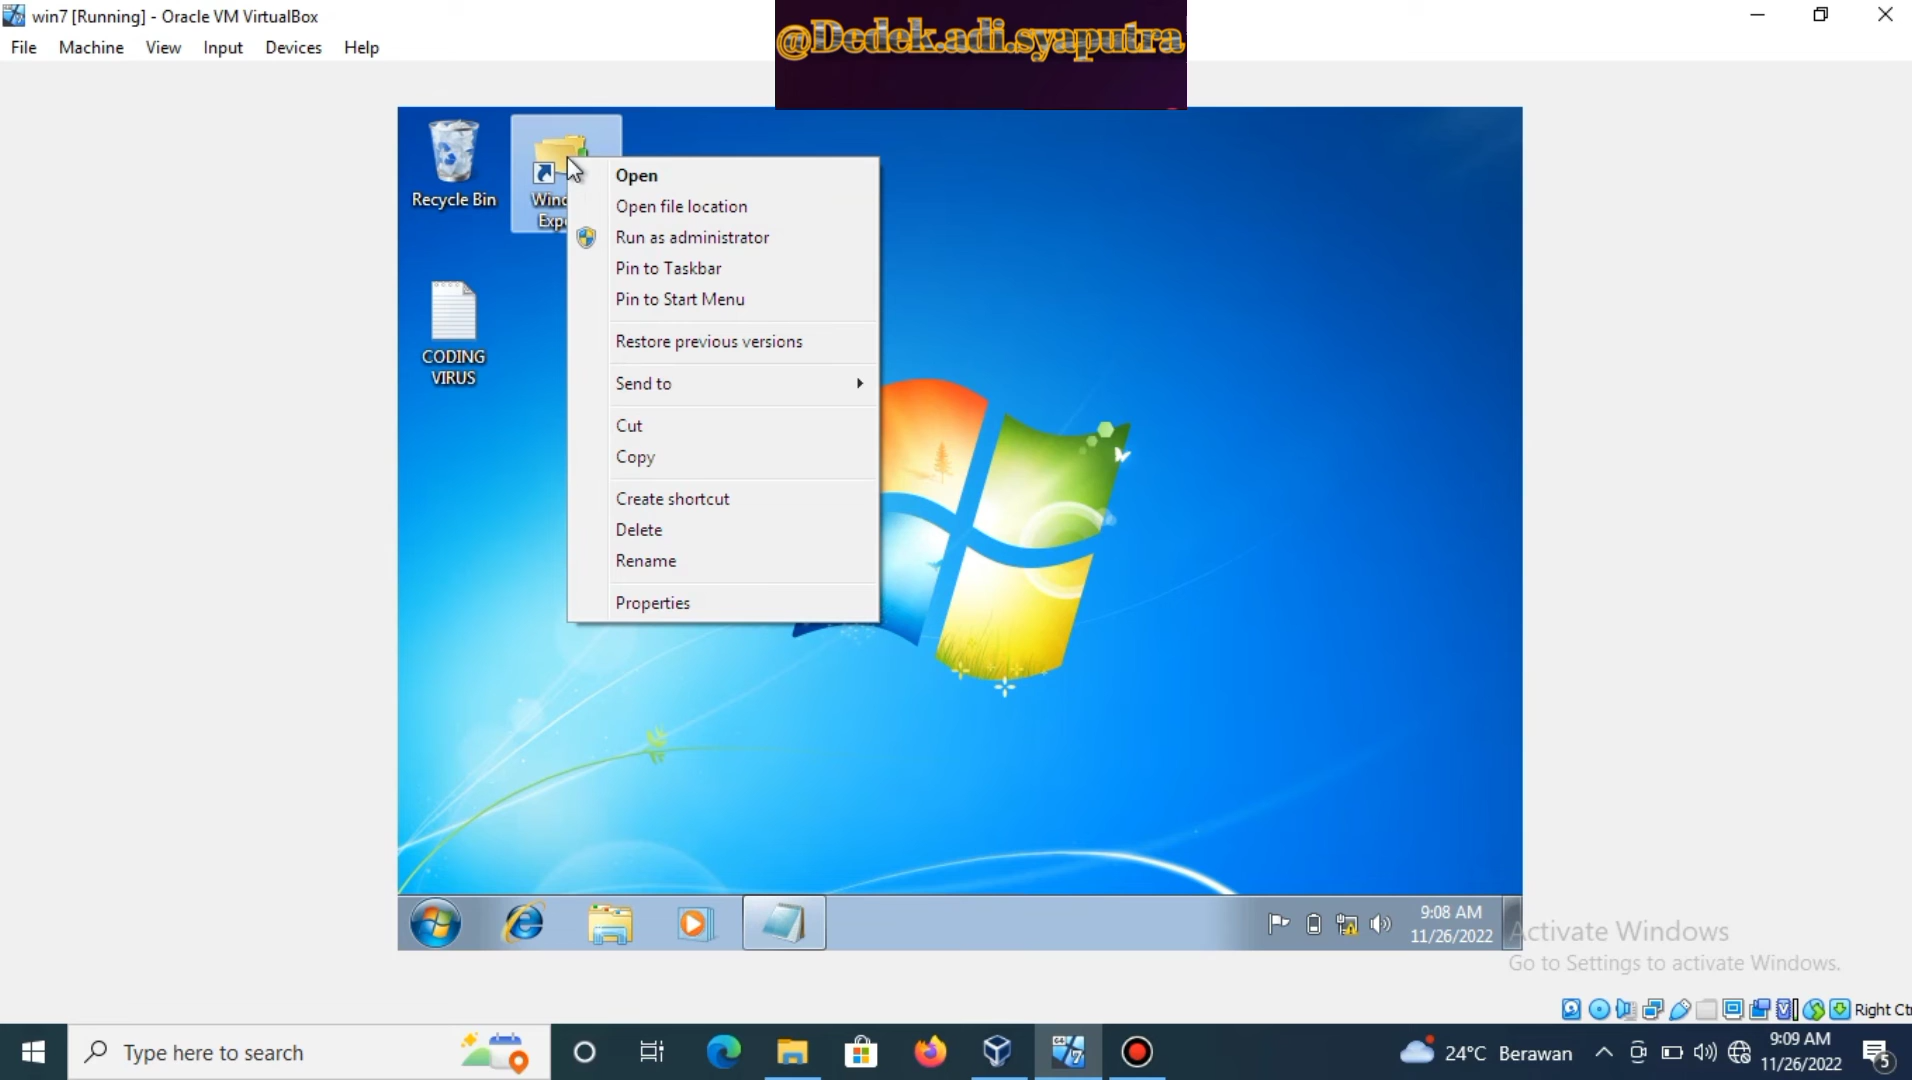 win7 [Running] - Oracle VM VirtualBox
File Machine View Input Devices Help
@Dedek.adi.syaputra
Recycle Bin
Open
Open file location
Run as administrator
Pin to Taskbar
Pin to Start Menu
Restore previous versions
Send to
Cut
Copy
Create shortcut
Delete
Rename
Properties
CODING
VIRUS
9:08 AM
11/26/2022
Activate Windows
Go to Settings to activate Windows.
Type here to search
24°C Berawan
9:09 AM
11/26/2022
5